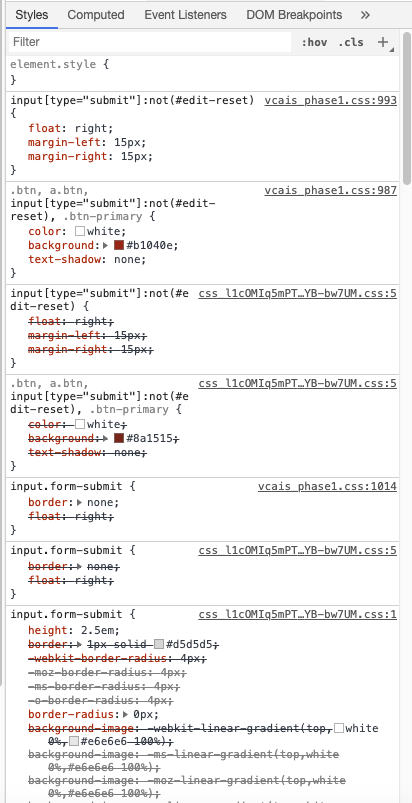 Styles Computed Event Listeners DOM Breakpoints »
Filter :hov .cls +
element.style {
}
input[type="submit"]:not(#edit-reset) vcais_phase1.css:993
{
float: right;
margin-left: 15px;
margin-right: 15px;
}
.btn, a.btn, vcais_phase1.css:987
input[type="submit"]:not(#edit-
reset), .btn-primary {
color: white;
background: #b1040e;
text-shadow: none;
}
input[type="submit"]:not(#e css_l1cOMIq5mPT…YB-bw7UM.css:5
dit-reset) {
float: right;
margin-left: 15px;
margin-right: 15px;
}
.btn, a.btn, css_l1cOMIq5mPT…YB-bw7UM.css:5
input[type="submit"]:not(#e
dit-reset), .btn-primary {
color: white;
background: #8a1515;
text-shadow: none;
}
input.form-submit { vcais_phase1.css:1014
border: none;
float: right;
}
input.form-submit { css_l1cOMIq5mPT…YB-bw7UM.css:5
border: none;
float: right;
}
input.form-submit { css_l1cOMIq5mPT…YB-bw7UM.css:1
height: 2.5em;
border: 1px solid #d5d5d5;
-webkit-border-radius: 4px;
-moz-border-radius: 4px;
-ms-border-radius: 4px;
-o-border-radius: 4px;
border-radius: 0px;
background-image: -webkit-linear-gradient(top, white
0%, #e6e6e6 100%);
background-image: -ms-linear-gradient(top,white
0%,#e6e6e6 100%);
background-image: -moz-linear-gradient(top,white
0%,#e6e6e6 100%);